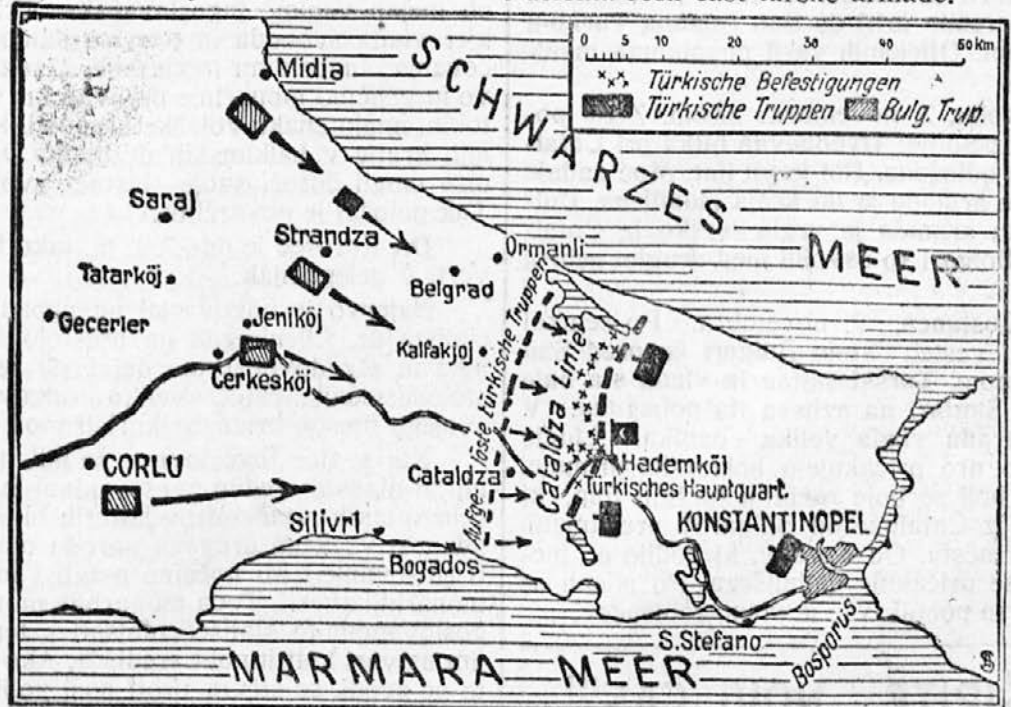 0 5 10 20 30 40 50 km
Türkische Befestigungen
Türkische Truppen Bulg. Trup.
SCHWARZES MEER
Midia
Saraj
Strandza
Ormanli
Tatarköj
Belgrad
Gecerler
Jeniköj
Kalfakjoj
Cerkesköj
Aufgelöste türkische Truppen
Cataldza Linie
CORLU
Cataldza
Hademköj
Türkisches Hauptquart.
Silivri
KONSTANTINOPEL
Bogados
S. Stefano
Bosporus
MARMARA MEER